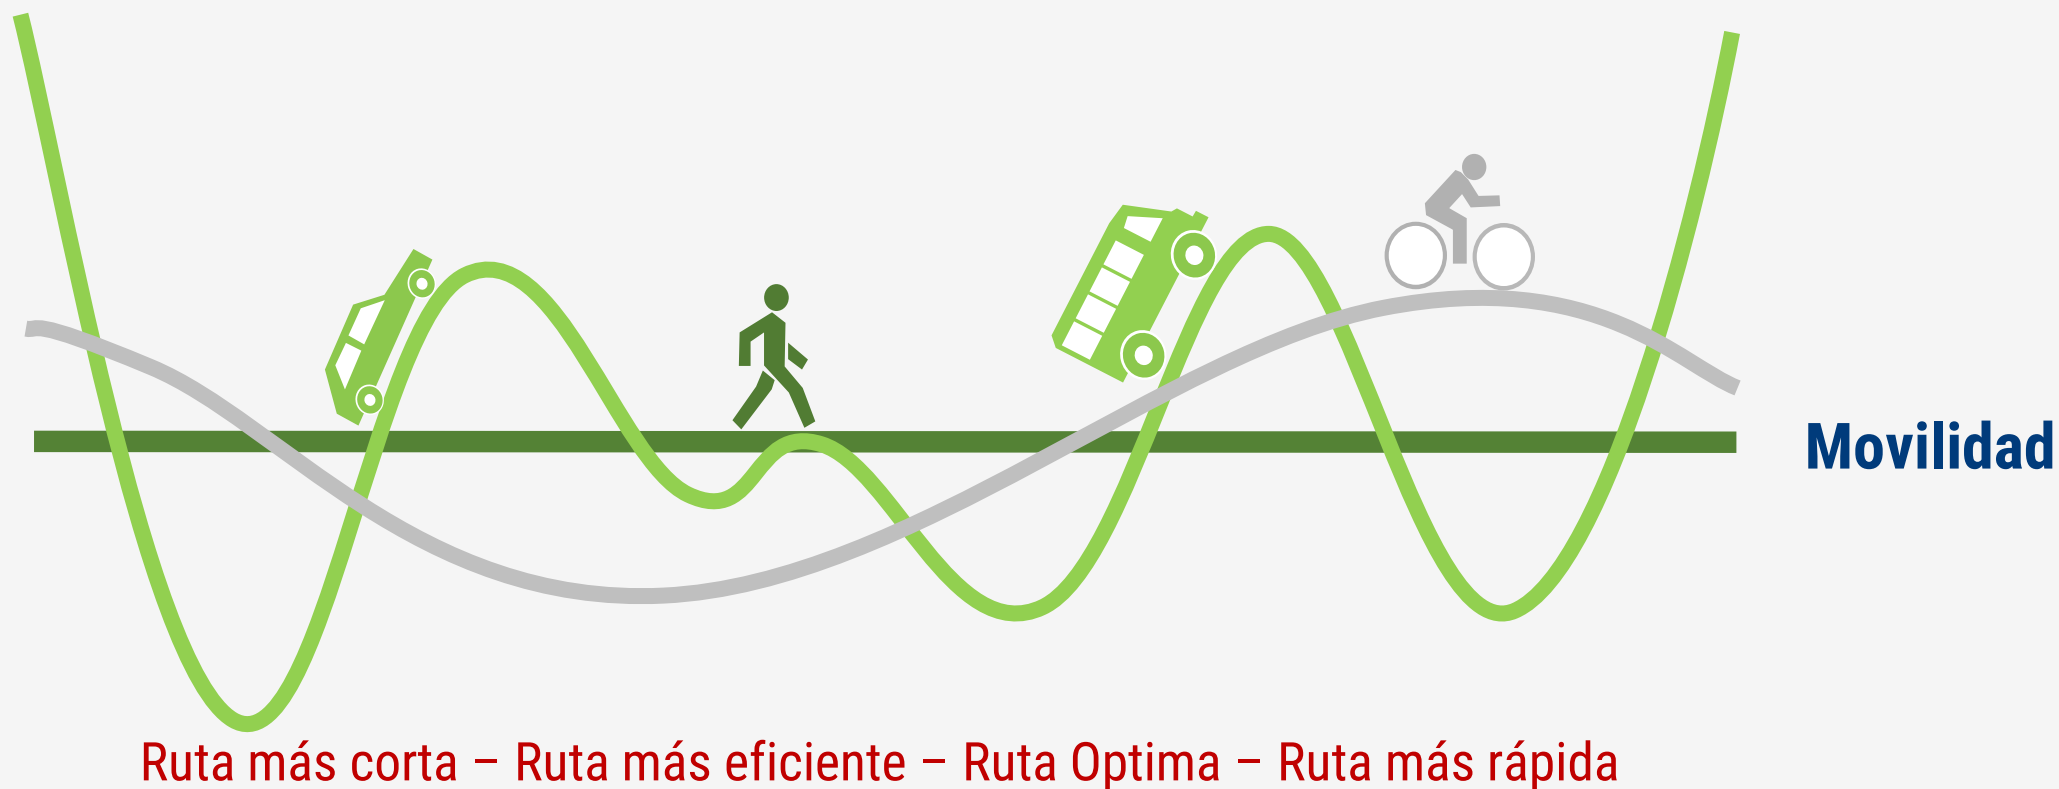 Movilidad
Ruta más corta – Ruta más eficiente – Ruta Optima – Ruta más rápida